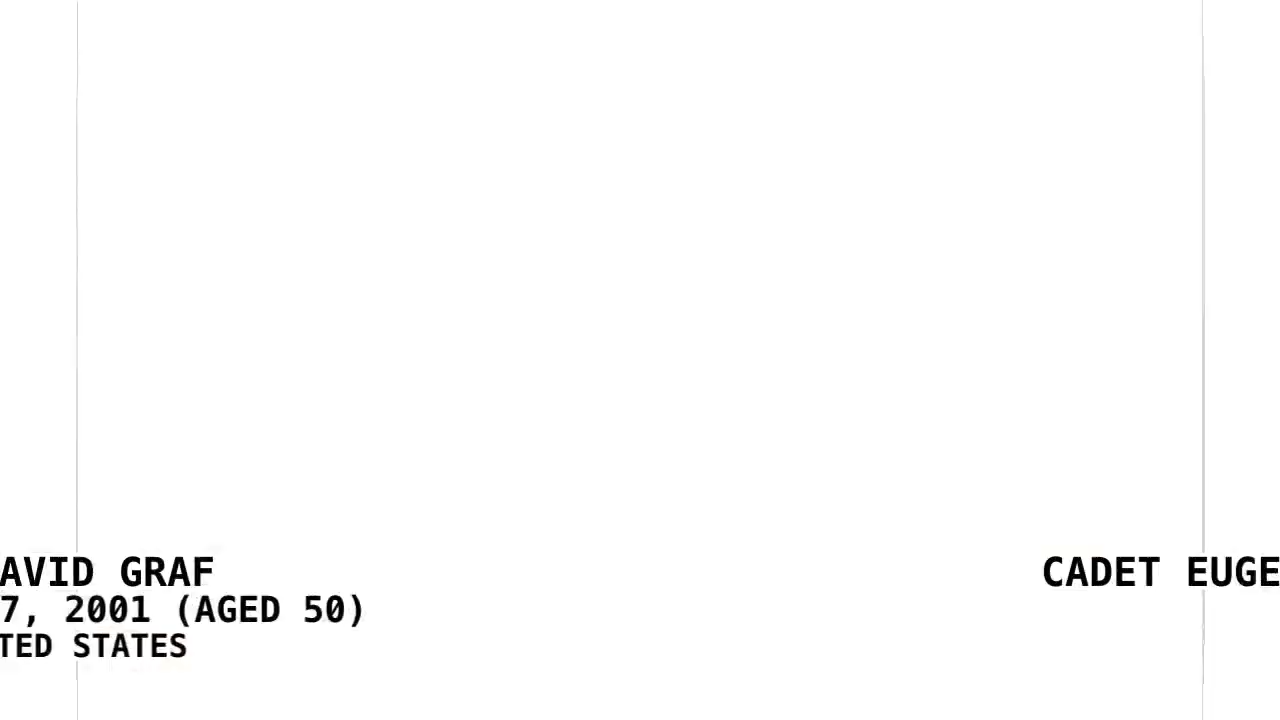 AVID GRAF
CADET EUGE
7, 2001 (AGED 50)
TED STATES